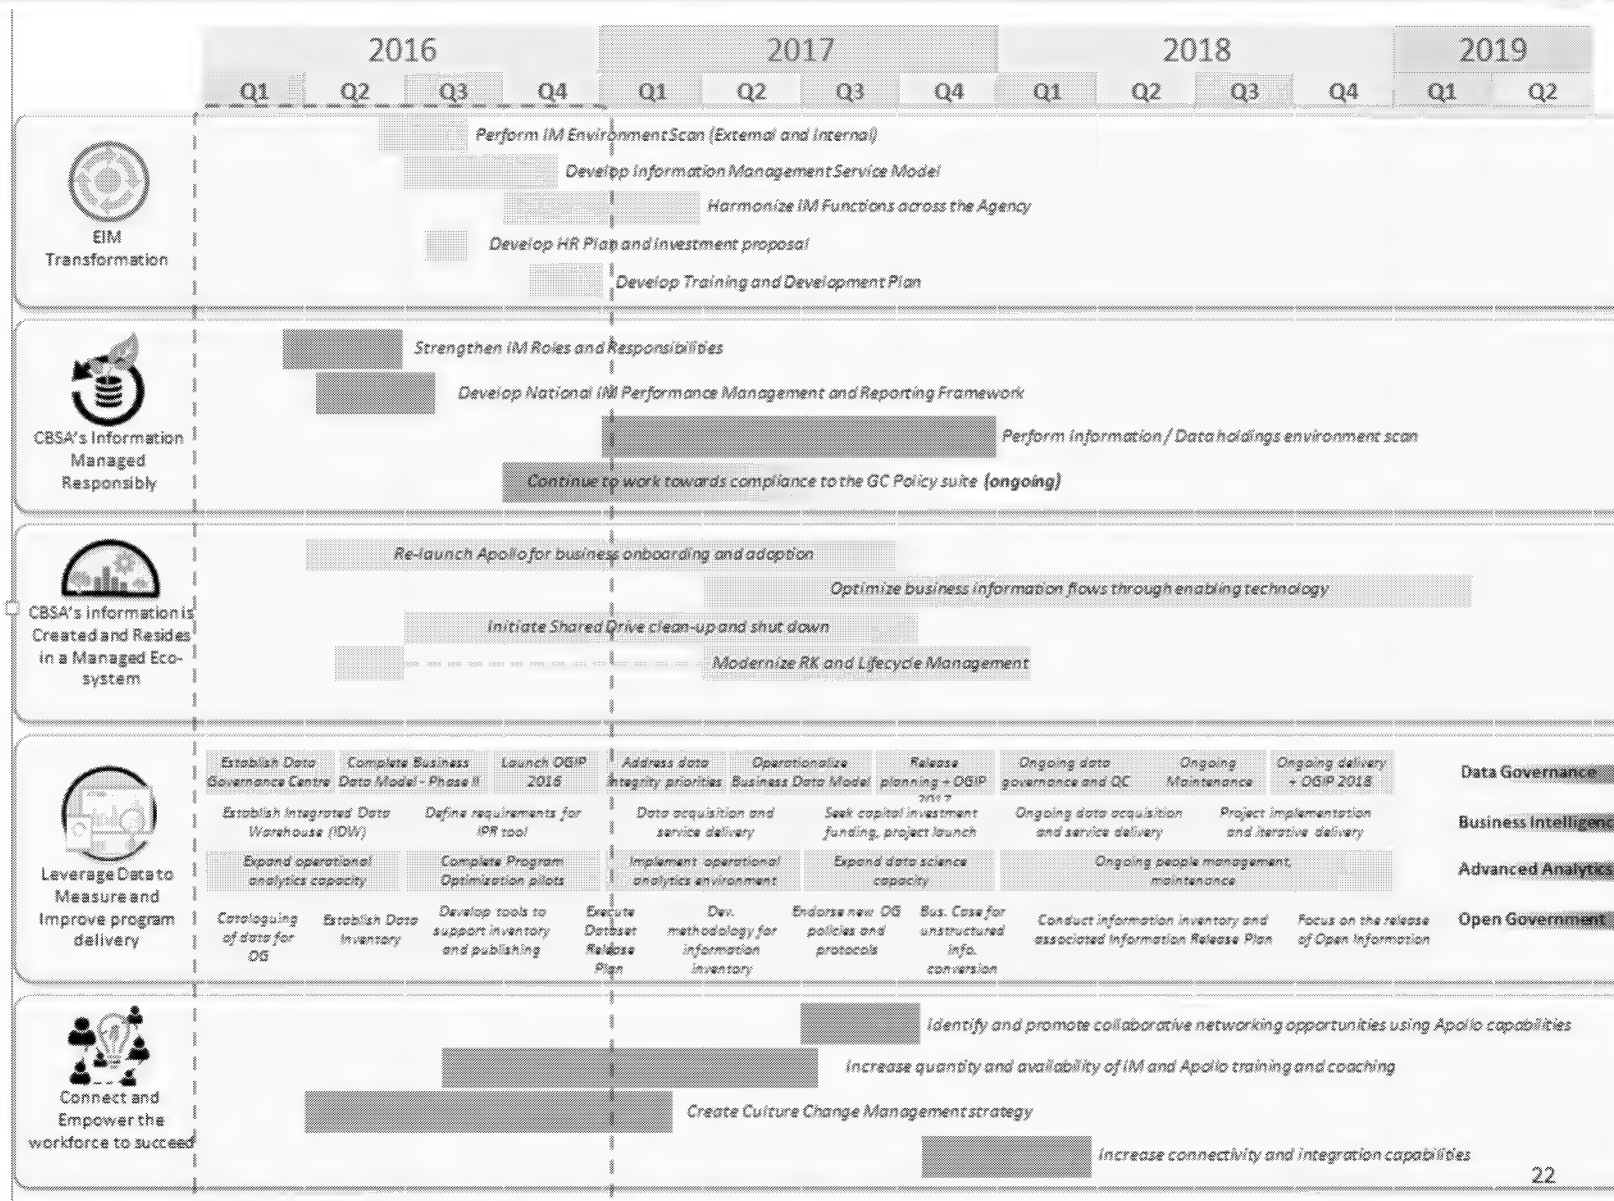 2016 2017 2018 2019
Q1 Q2 Q3 Q4 Q1 Q2 Q3 Q4 Q1 Q2 Q3 Q4 Q1 Q2
EIM
Transformation
Perform IM Environment Scan (External and Internal)
Develop Information Management Service Model
Harmonize IM Functions across the Agency
Develop HR Plan and Investment proposal
Develop Training and Development Plan
CBSA's Information
Managed
Responsibly
Strengthen IM Roles and Responsibilities
Develop National IM Performance Management and Reporting Framework
Perform Information / Data holdings environment scan
Continue to work towards compliance to the GC Policy suite (ongoing)
CBSA's information is
Created and Resides
in a Managed Eco-
system
Re-launch Apollo for business onboarding and adoption
Optimize business information flows through enabling technology
Initiate Shared Drive clean-up and shut down
Modernize RK and Lifecycle Management
Leverage Data to
Measure and
Improve program
delivery
Establish Data
Governance Centre
Complete Business
Data Model - Phase II
Launch OGIP
2016
Address data
integrity priorities
Operationalize
Business Data Model
Release
planning + OGIP
2017
Ongoing data
governance and QC
Ongoing
Maintenance
Ongoing delivery
+ OGIP 2018
Data Governance
Establish Integrated Data
Warehouse (IDW)
Define requirements for
IPR tool
Data acquisition and
service delivery
Seek capital investment
funding, project launch
Ongoing data acquisition
and service delivery
Project implementation
and iterative delivery
Business Intelligenc
Expand operational
analytics capacity
Complete Program
Optimization pilots
Implement operational
analytics environment
Expand data science
capacity
Ongoing people management,
maintenance
Advanced Analytics
Cataloguing
of data for
OG
Establish Data
Inventory
Develop tools to
support inventory
and publishing
Execute
Dataset
Release
Plan
Dev.
methodology for
information
inventory
Endorse new OG
policies and
protocols
Bus. Case for
unstructured
info.
conversion
Conduct information inventory and
associated Information Release Plan
Focus on the release
of Open Information
Open Government
Connect and
Empower the
workforce to succeed
Identify and promote collaborative networking opportunities using Apollo capabilities
Increase quantity and availability of IM and Apollo training and coaching
Create Culture Change Management strategy
Increase connectivity and integration capabilities
22